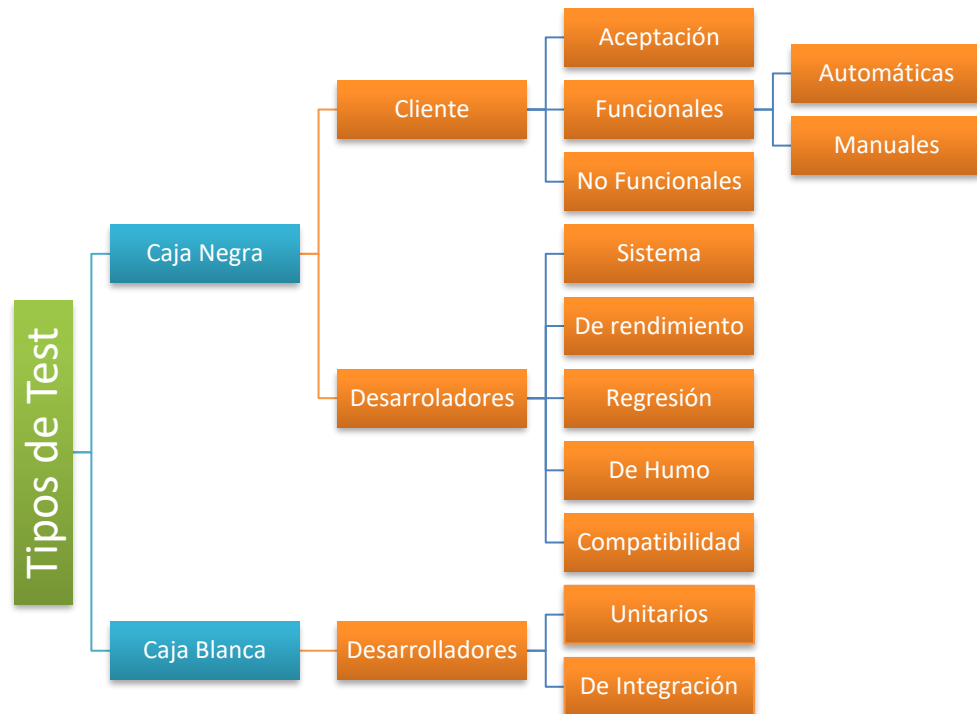 Tipos de Test
Caja Negra
Cliente
Aceptación
Funcionales
Automáticas
Manuales
No Funcionales
Desarroladores
Sistema
De rendimiento
Regresión
De Humo
Compatibilidad
Caja Blanca
Desarrolladores
Unitarios
De Integración